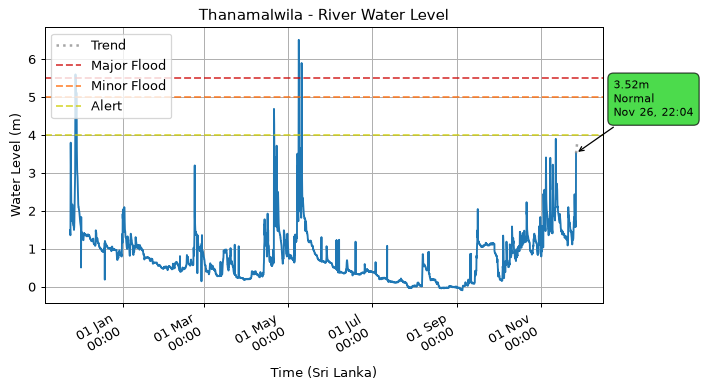 Thanamalwila - River Water Level
Trend
Major Flood
Minor Flood
Alert
3.52m
Normal
Nov 26, 22:04
Water Level (m)
6
5
4
3
2
1
0
01 Jan
00:00
01 Mar
00:00
01 May
00:00
01 Jul
00:00
01 Sep
00:00
01 Nov
00:00
Time (Sri Lanka)